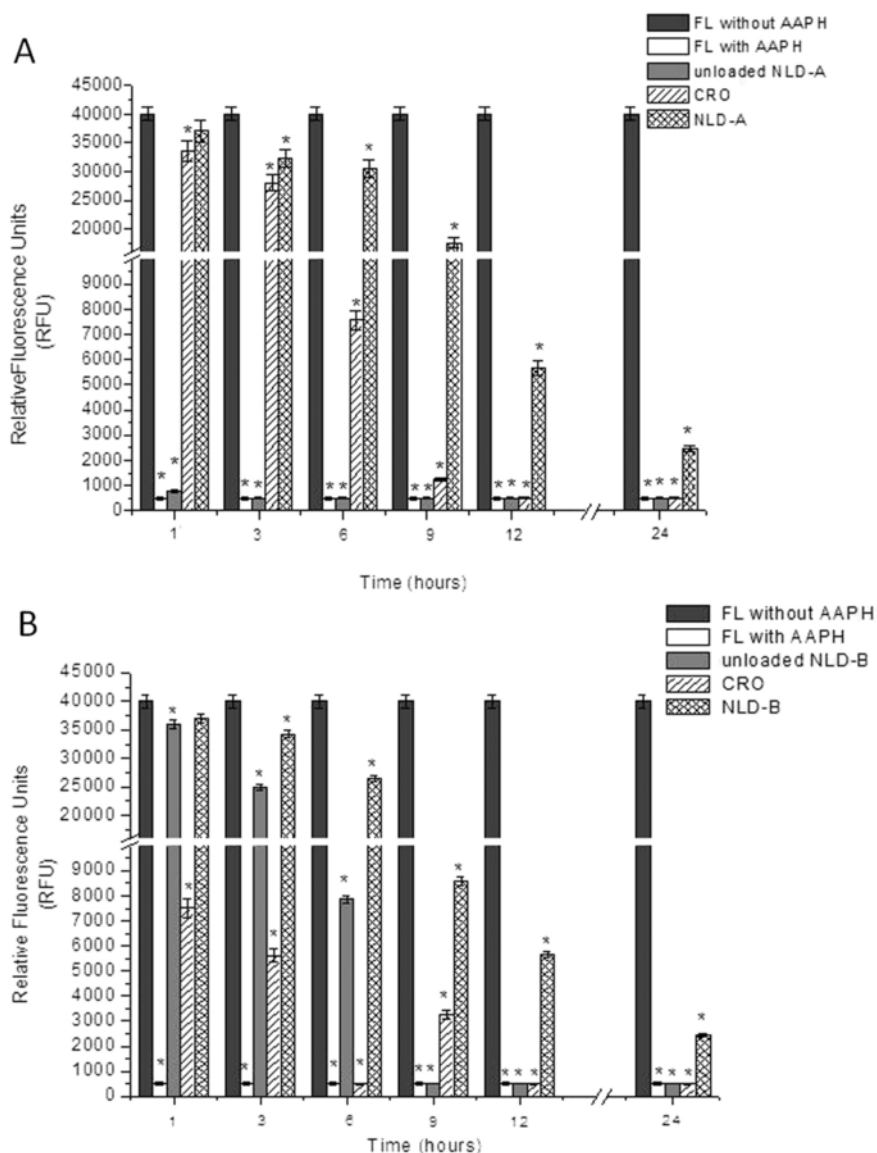 A
FL without AAPH
FL with AAPH
unloaded NLD-A
CRO
NLD-A
RelativeFluorescence Units
(RFU)
45000
40000
35000
30000
25000
20000
9000
8000
7000
6000
5000
4000
3000
2000
1000
0
* * * * * * * * * * * * * * * * * * * * * *
1 3 6 9 12 24
Time (hours)
B
FL without AAPH
FL with AAPH
unloaded NLD-B
CRO
NLD-B
Relative Fluorescence Units
(RFU)
45000
40000
35000
30000
25000
20000
9000
8000
7000
6000
5000
4000
3000
2000
1000
0
* * * * * * * * * * * * * * * * * * * * * * *
1 3 6 9 12 24
Time (hours)